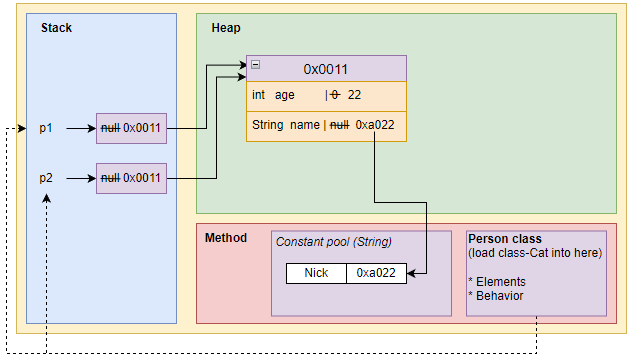 Stack
Heap
0x0011
int age | 0 22
String name | null 0xa022
p1
null 0x0011
p2
null 0x0011
Method
Constant pool (String)
Nick
0xa022
Person class
(load class-Cat into here)
* Elements
* Behavior